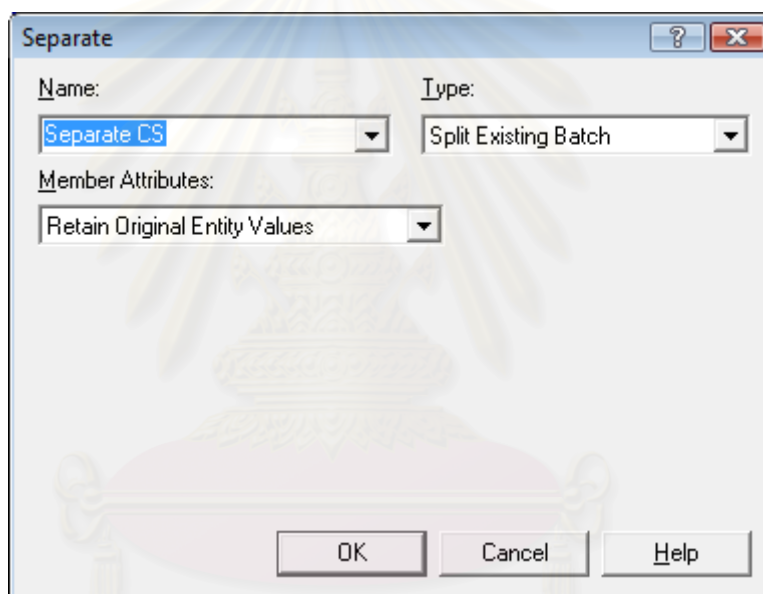 Separate
Name: Type:
Separate CS Split Existing Batch
Member Attributes:
Retain Original Entity Values
OK Cancel Help